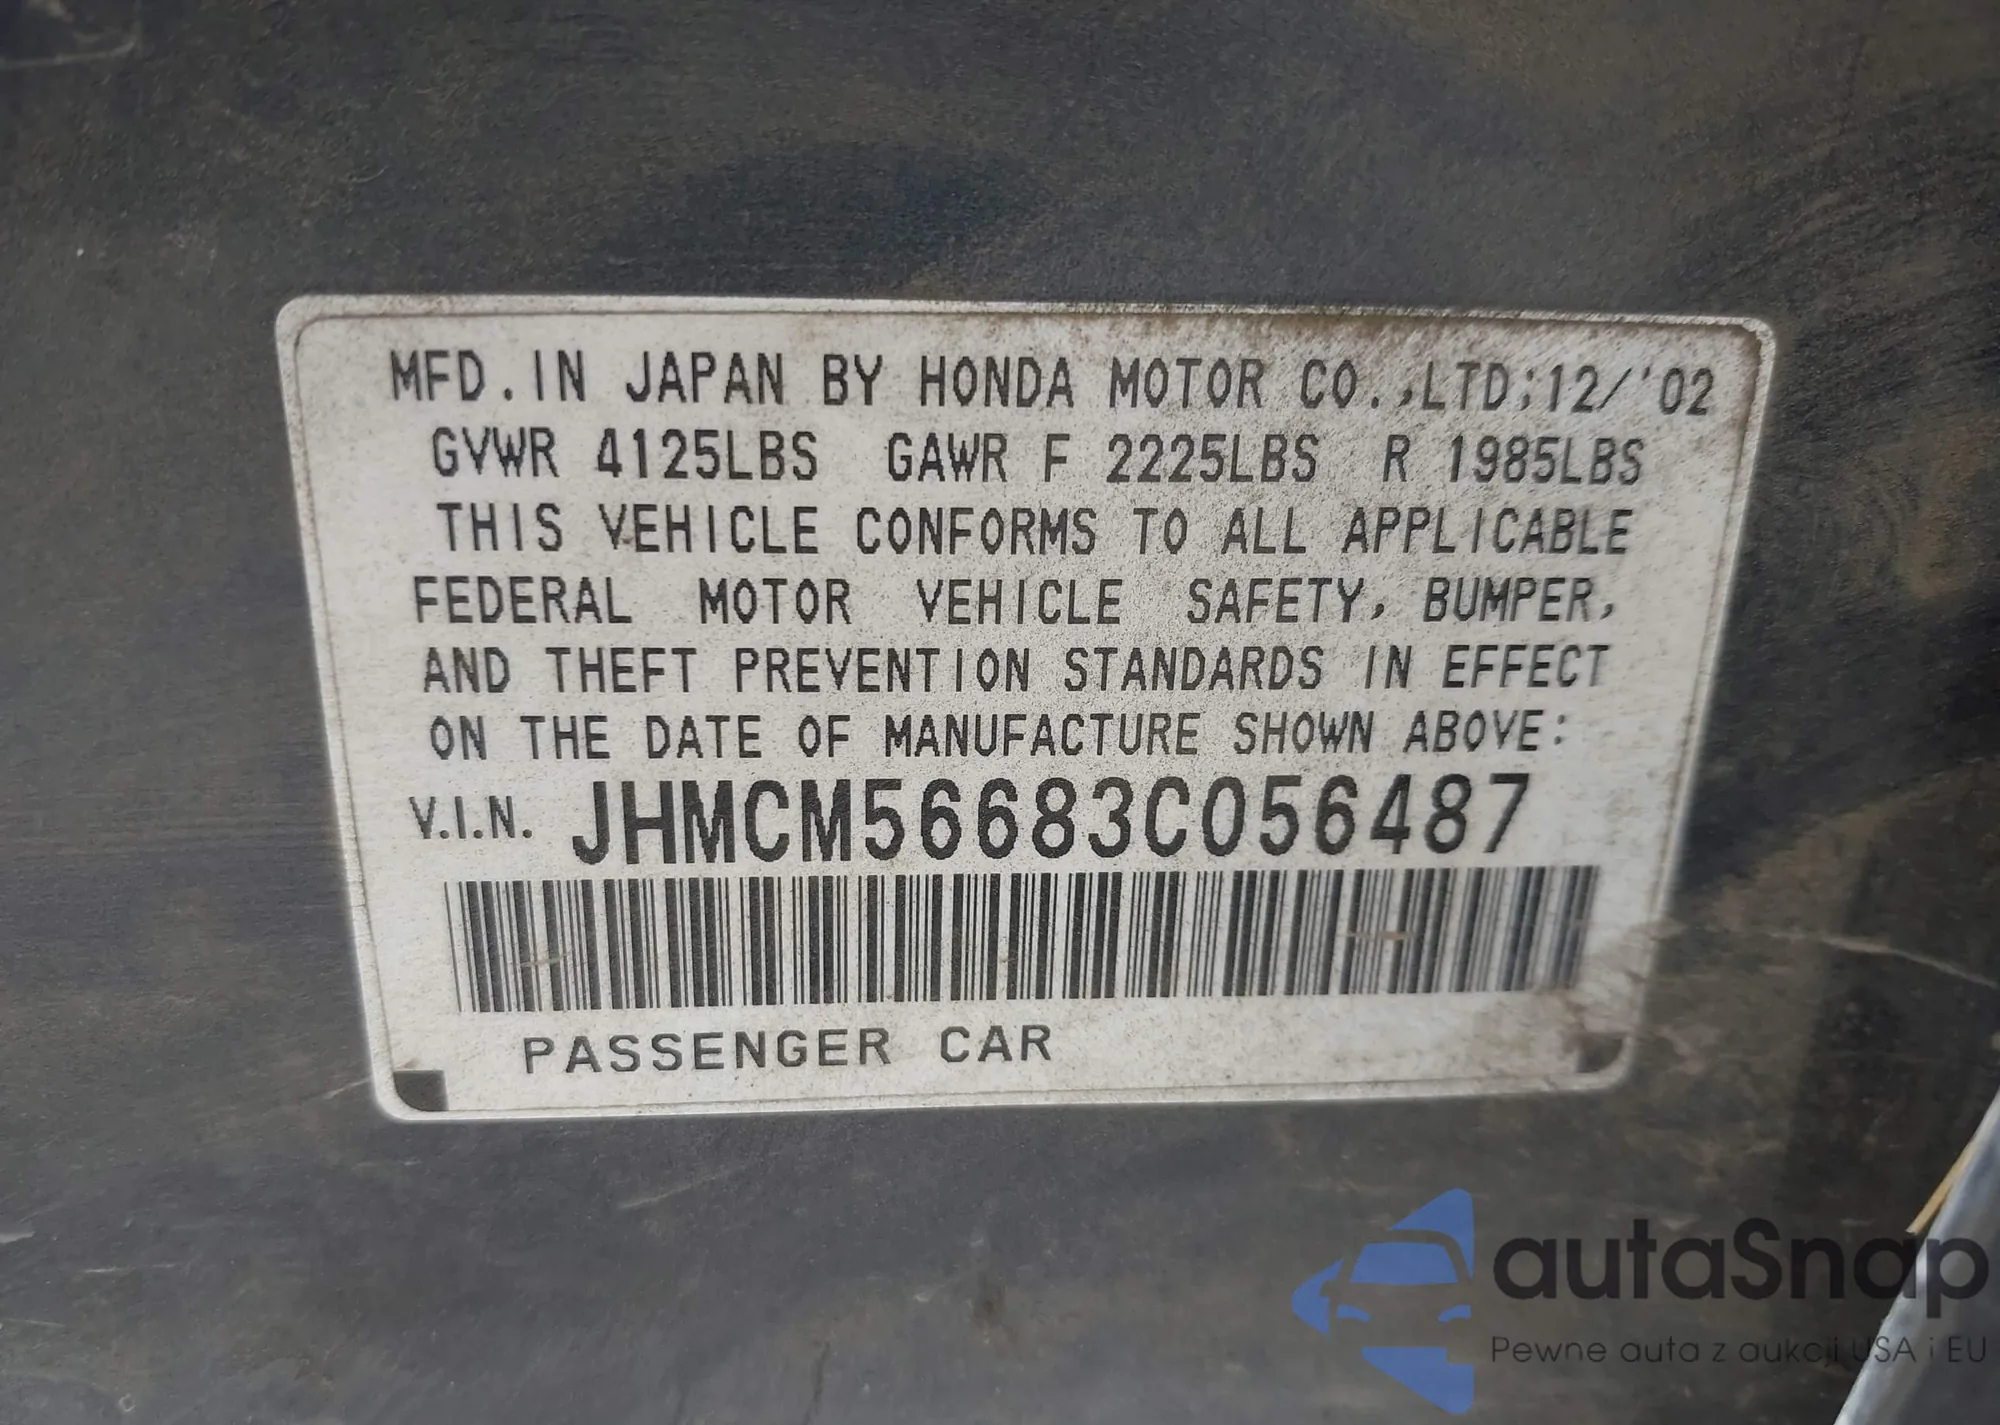 MFD.IN JAPAN BY HONDA MOTOR CO.,LTD;12/'02
GVWR 4125LBS GAWR F 2225LBS R 1985LBS
THIS VEHICLE CONFORMS TO ALL APPLICABLE
FEDERAL MOTOR VEHICLE SAFETY, BUMPER,
AND THEFT PREVENTION STANDARDS IN EFFECT
ON THE DATE OF MANUFACTURE SHOWN ABOVE:
V.I.N. JHMCM56683C056487
PASSENGER CAR
autaSnap
Pewne auta z aukcji USA i EU